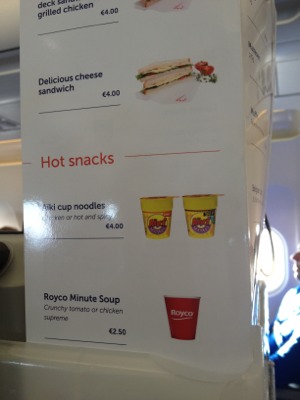 deck
grilled chicken €4.00
Delicious cheese
sandwich €4.00
Hot snacks
cup noodles
or hot and spicy
€4.00
Royco Minute Soup
Crunchy tomato or chicken
supreme
€2.50
Royco